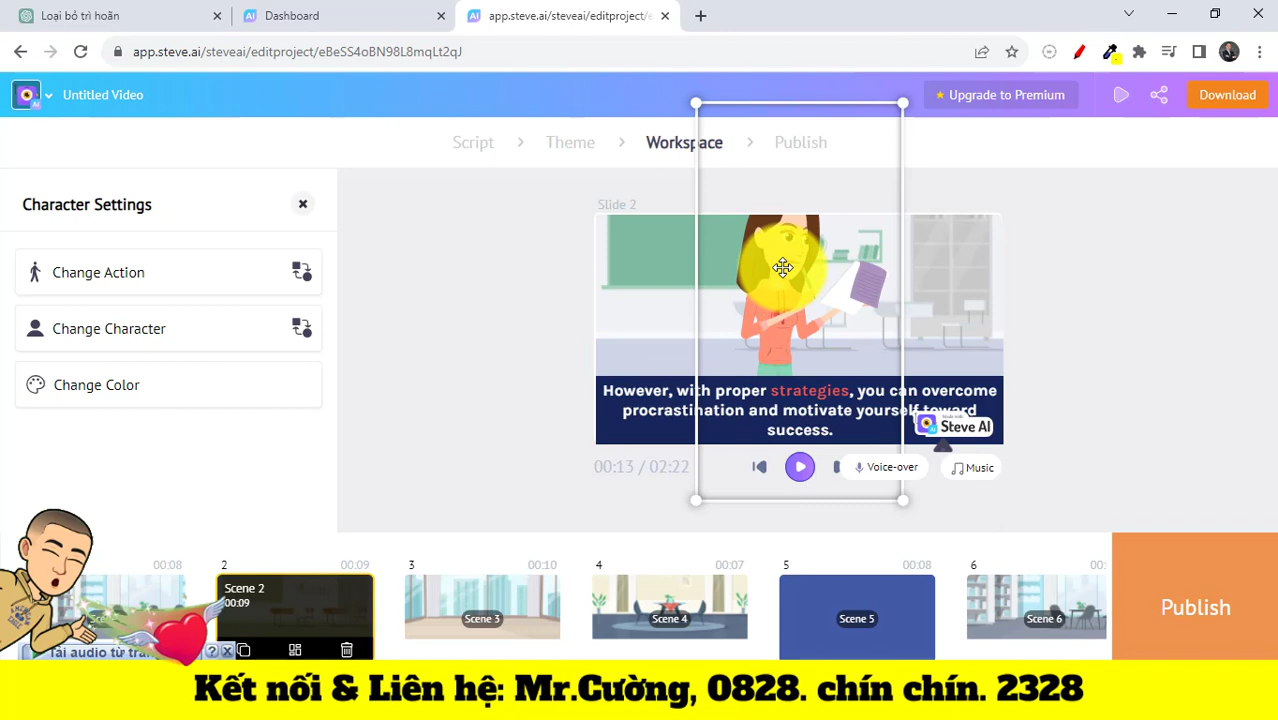 Loại bỏ trì hoãn
Dashboard
app.steve.ai/steveai/editproject/e
app.steve.ai/steveai/editproject/eBeSS4oBN98L8mqLt2qJ
Untitled Video
Upgrade to Premium
Download
Script
Theme
Workspace
Publish
Character Settings
Slide 2
Change Action
Change Character
Change Color
However, with proper strategies, you can overcome
procrastination and motivate yourself toward
success.
Made with
Steve AI
00:13 / 02:22
Voice-over
Music
00:08
2
00:09
3
00:10
4
00:07
5
00:08
6
00:
Scene 2
00:09
Scene 3
Scene 4
Scene 5
Scene 6
Publish
Tải audio từ tran
Kết nối & Liên hệ: Mr.Cường, 0828. chín chín. 2328